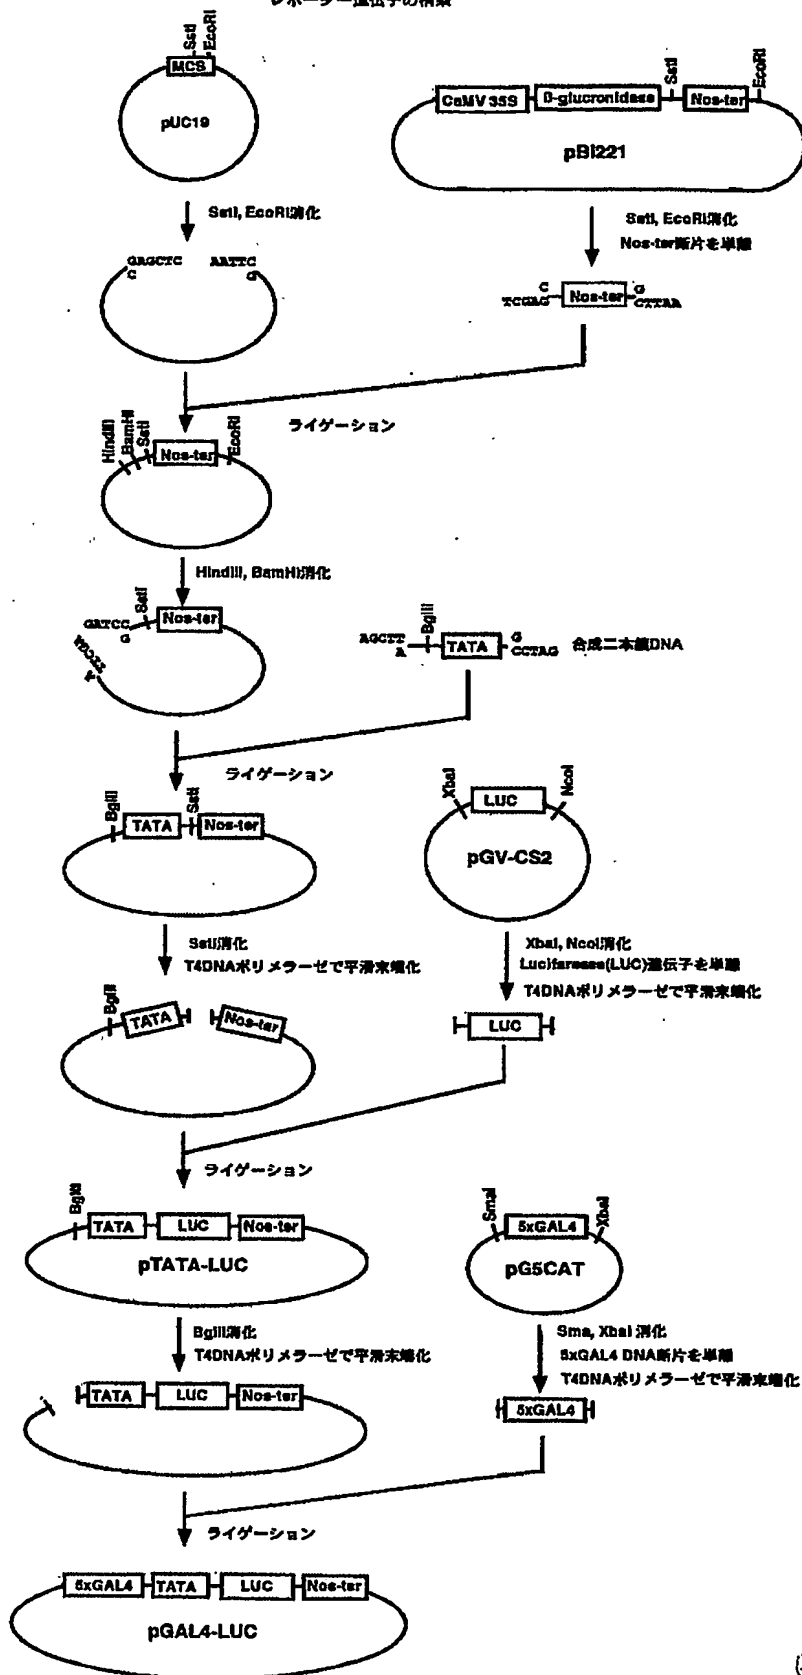 SstI
EcoRI
MCS
pUC19
CaMV 35S
B-glucronidase
SstI
Nos-ter
EcoRI
pBI221
SstI, EcoRI消化
SstI, EcoRI消化
Nos-ter断片を単離
GAGCTC
C
AATTC
G
C
TCGAG
Nos-ter
G
CTTAA
ライゲーション
HindIII
BamHI
SstI
Nos-ter
EcoRI
HindIII, BamHI消化
GATCC
G
SstI
Nos-ter
A
AGCTT
A
BglII
TATA
G
CCTAG
合成二本鎖DNA
ライゲーション
BglII
TATA
SstI
Nos-ter
XbaI
LUC
NcoI
pGV-CS2
SstI消化
T4DNAポリメラーゼで平滑末端化
XbaI, NcoI消化
Luciferease(LUC)遺伝子を単離
T4DNAポリメラーゼで平滑末端化
BglII
TATA
Nos-ter
LUC
ライゲーション
BglII
TATA
LUC
Nos-ter
pTATA-LUC
SmaI
5xGAL4
XbaI
pG5CAT
BglII消化
T4DNAポリメラーゼで平滑末端化
Sma, XbaI 消化
5xGAL4 DNA断片を単離
T4DNAポリメラーゼで平滑末端化
TATA
LUC
Nos-ter
5xGAL4
ライゲーション
5xGAL4
TATA
LUC
Nos-ter
pGAL4-LUC